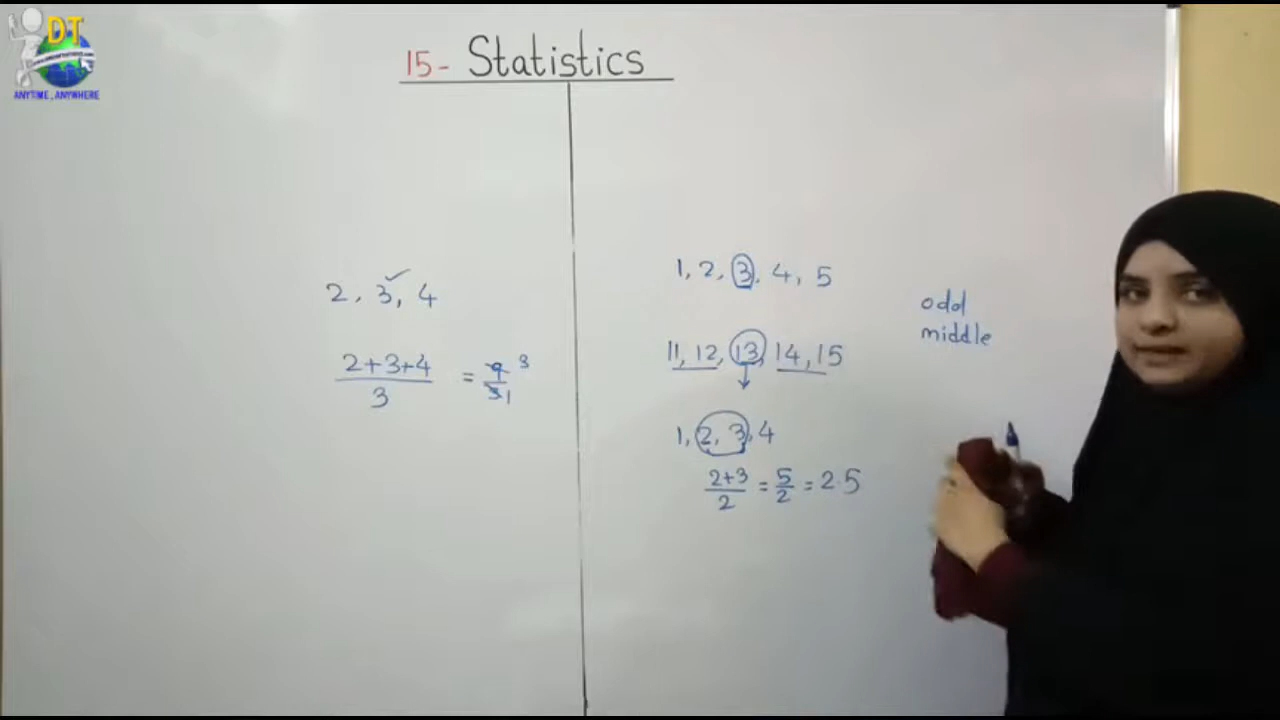 DT
ANYTIME, ANYWHERE
15- Statistics
2, 3, 4
2+3+4
3
= 9 3
3 1
1, 2, 3, 4, 5
11, 12, 13, 14, 15
1, 2, 3, 4
2+3/2 = 5/2 = 2.5
odd
middle